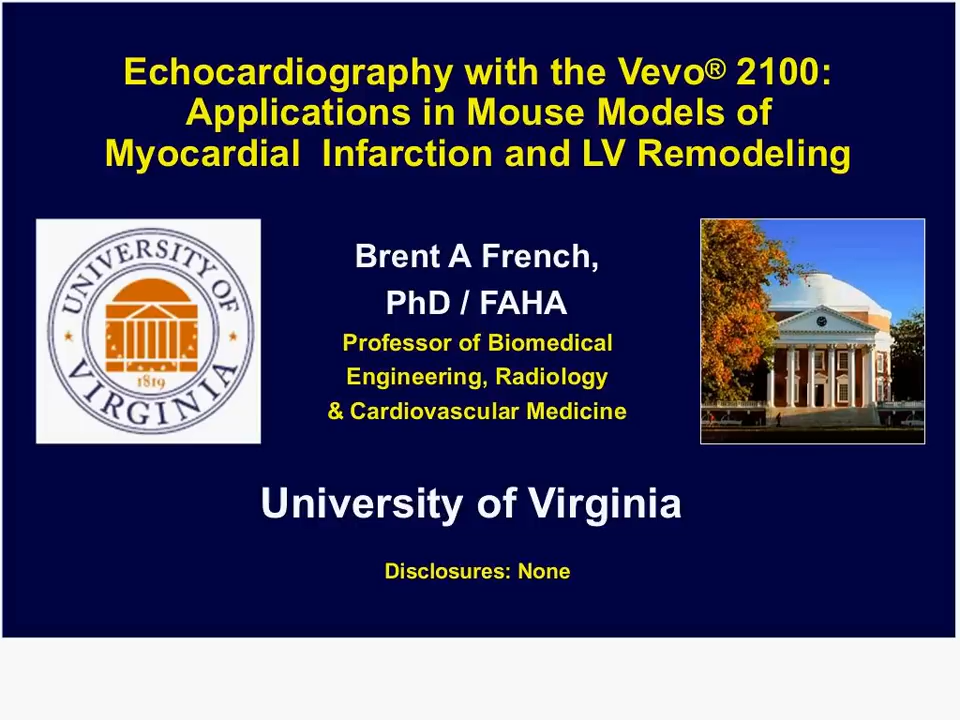 Echocardiography with the Vevo® 2100:
Applications in Mouse Models of
Myocardial Infarction and LV Remodeling
UNIVERSITY OF
VIRGINIA
1819
Brent A French,
PhD / FAHA
Professor of Biomedical
Engineering, Radiology
& Cardiovascular Medicine
University of Virginia
Disclosures: None